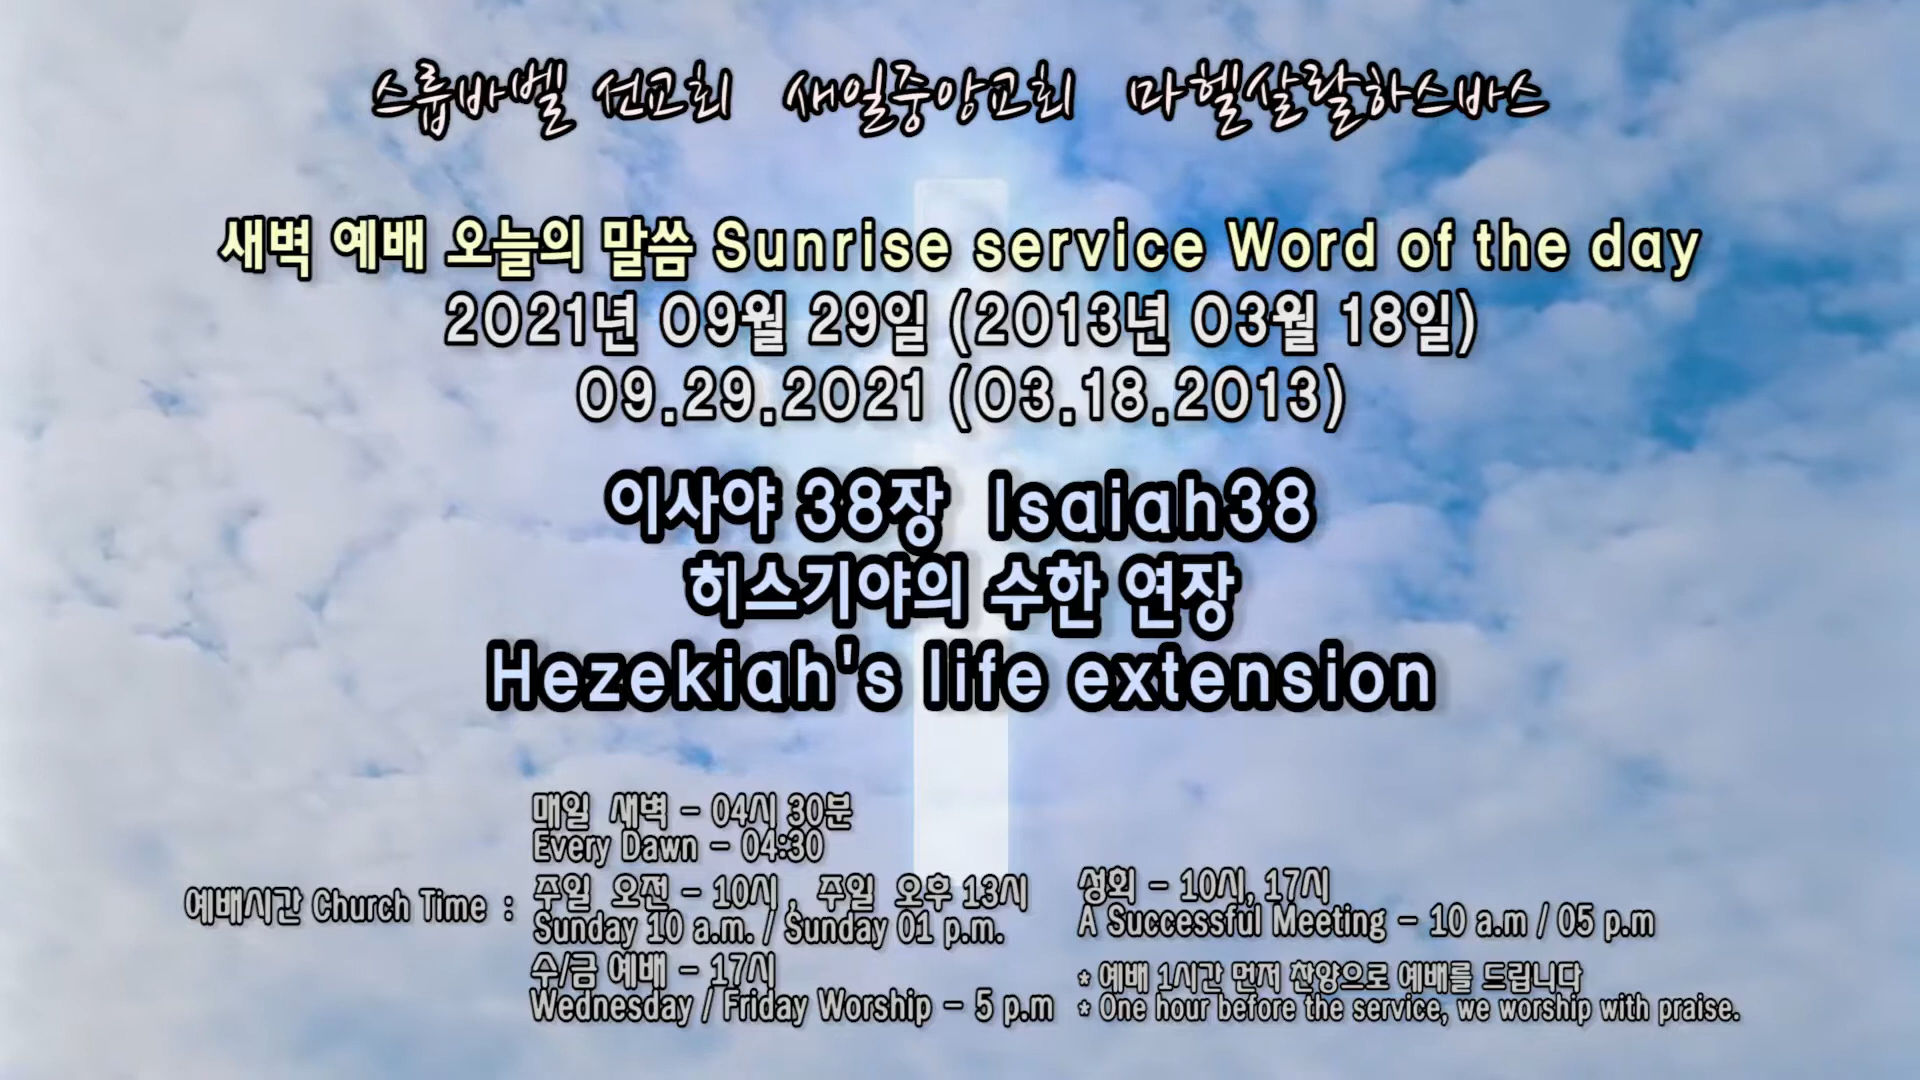 스룹바벨 선교회 새일중앙교회 마헬살랄하스바스
새벽 예배 오늘의 말씀 Sunrise service Word of the day
2021년 09월 29일 (2013년 03월 18일)
09.29.2021 (03.18.2013)
이사야 38장 Isaiah38
히스기야의 수한 연장
Hezekiah's life extension
예배시간 Church Time :
매일 새벽 - 04시 30분
Every Dawn - 04:30
주일 오전 - 10시 , 주일 오후 13시
Sunday 10 a.m. / Sunday 01 p.m.
수/금 예배 - 17시
Wednesday / Friday Worship - 5 p.m
성회 - 10시, 17시
A Successful Meeting - 10 a.m / 05 p.m
* 예배 1시간 먼저 찬양으로 예배를 드립니다
* One hour before the service, we worship with praise.